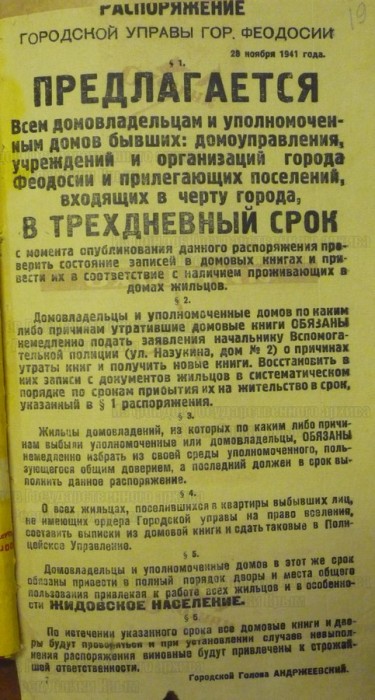 РАСПОРЯЖЕНИЕ
19
ГОРОДСКОЙ УПРАВЫ ГОР. ФЕОДОСИИ
28 ноября 1941 года.
§ 1.
ПРЕДЛАГАЕТСЯ
Всем домовладельцам и уполномочен-
ным домов бывших: домоуправления,
учреждений и организаций города
Феодосии и прилегающих поселений,
входящих в черту города,
В ТРЕХДНЕВНЫЙ СРОК
с момента опубликования данного распоряжения про-
верить состояние записей в домовых книгах и при-
вести их в соответствие с наличием проживающих в
домах жильцов.
§ 2.
Домовладельцы и уполномоченные домов по каким
либо причинам утратившие домовые книги ОБЯЗАНЫ
немедленно подать заявления начальнику Вспомога-
тельной полиции (ул. Назукина, дом № 2) о причинах
утраты книг и получить новые книги. Восстановить в
них записи с документов жильцов в систематическом
порядке по срокам прибытия их на жительство в срок,
указанный в § 1 распоряжения.
§ 3.
Жильцы домовладений, из которых по каким либо причи-
нам выбыли уполномоченные или домовладельцы, ОБЯЗАНЫ
немедленно избрать из своей среды уполномоченного, поль-
зующегося общим доверием, а последний должен в срок вы-
полнить данное распоряжение.
§ 4.
О всех жильцах, поселившихся в квартиры выбывших лиц,
не имеющих ордера Городской управы на право вселения,
составить выписки из домовой книги и сдать таковые в Поли-
цейское Управление.
§ 5.
Домовладельцы и уполномоченные домов в этот же срок
обязаны привести в полный порядок дворы и места общего
пользования привлекая к работе всех жильцов и в особенно-
сти ЖИДОВСКОЕ НАСЕЛЕНИЕ.
§ 6
По истечении указанного срока все домовые книги и дво-
ры будут проверяться и при установлении случаев невыпол-
нения распоряжения виновные будут привлечены к строжай-
шей ответственности.
Городской Голова АНДРЖЕЕВСКИЙ.